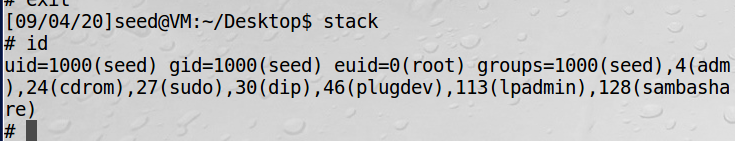 # exit
[09/04/20]seed@VM:~/Desktop$ stack
# id
uid=1000(seed) gid=1000(seed) euid=0(root) groups=1000(seed),4(adm
),24(cdrom),27(sudo),30(dip),46(plugdev),113(lpadmin),128(sambasha
re)
#